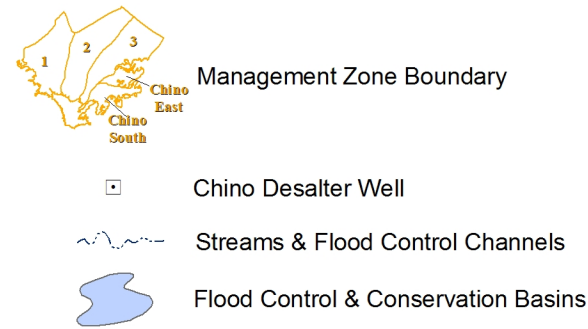 1
2
3
Management Zone Boundary
Chino
East
Chino
South
Chino Desalter Well
Streams & Flood Control Channels
Flood Control & Conservation Basins